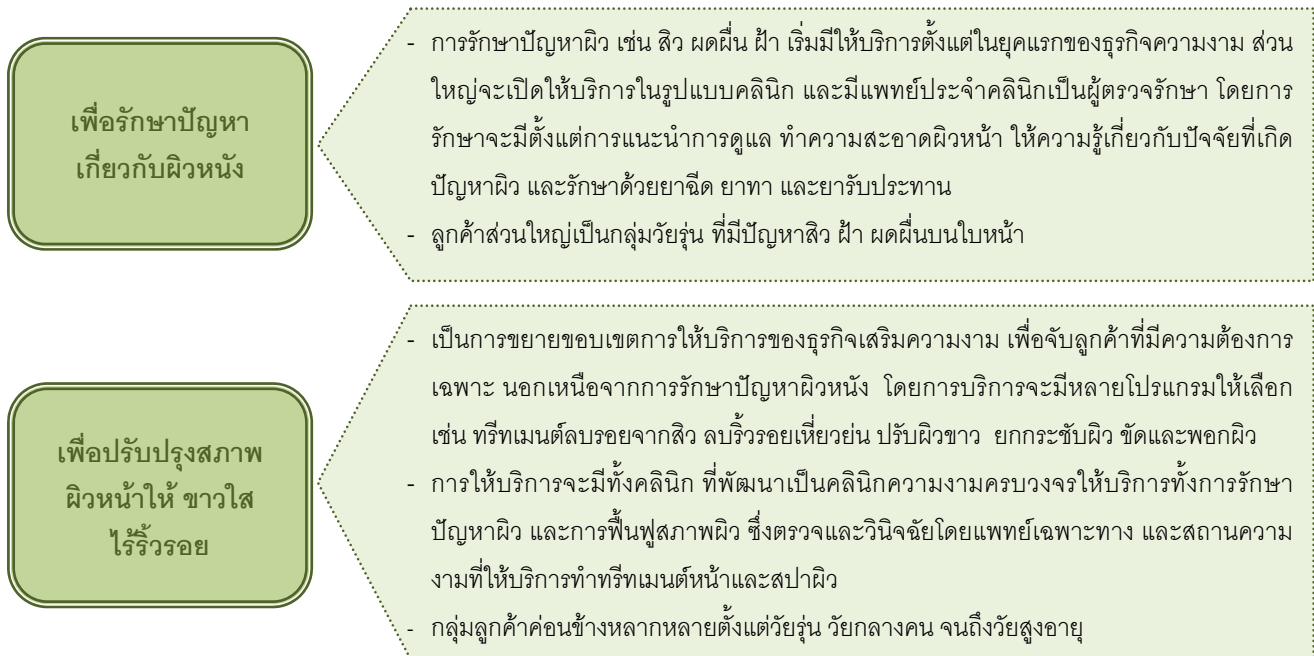 เพื่อรักษาปัญหา
เกี่ยวกับผิวหนัง
- การรักษาปัญหาผิว เช่น สิว ผดผื่น ฝ้า เริ่มมีให้บริการตั้งแต่ในยุคแรกของธุรกิจความงาม ส่วน
ใหญ่จะเปิดให้บริการในรูปแบบคลินิก และมีแพทย์ประจำคลินิกเป็นผู้ตรวจรักษา โดยการ
รักษาจะมีตั้งแต่การแนะนำการดูแล ทำความสะอาดผิวหน้า ให้ความรู้เกี่ยวกับปัจจัยที่เกิด
ปัญหาผิว และรักษาด้วยยาฉีด ยาทา และยารับประทาน
- ลูกค้าส่วนใหญ่เป็นกลุ่มวัยรุ่น ที่มีปัญหาสิว ฝ้า ผดผื่นบนใบหน้า
เพื่อปรับปรุงสภาพ
ผิวหน้าให้ ขาวใส
ไร้ริ้วรอย
- เป็นการขยายขอบเขตการให้บริการของธุรกิจเสริมความงาม เพื่อจับลูกค้าที่มีความต้องการ
เฉพาะ นอกเหนือจากการรักษาปัญหาผิวหนัง โดยการบริการจะมีหลายโปรแกรมให้เลือก
เช่น ทรีทเมนต์ลบรอยจากสิว ลบริ้วรอยเหี่ยวย่น ปรับผิวขาว ยกกระชับผิว ขัดและพอกผิว
- การให้บริการจะมีทั้งคลินิก ที่พัฒนาเป็นคลินิกความงามครบวงจรให้บริการทั้งการรักษา
ปัญหาผิว และการฟื้นฟูสภาพผิว ซึ่งตรวจและวินิจฉัยโดยแพทย์เฉพาะทาง และสถานความ
งามที่ให้บริการทำทรีทเมนต์หน้าและสปาผิว
- กลุ่มลูกค้าค่อนข้างหลากหลายตั้งแต่วัยรุ่น วัยกลางคน จนถึงวัยสูงอายุ